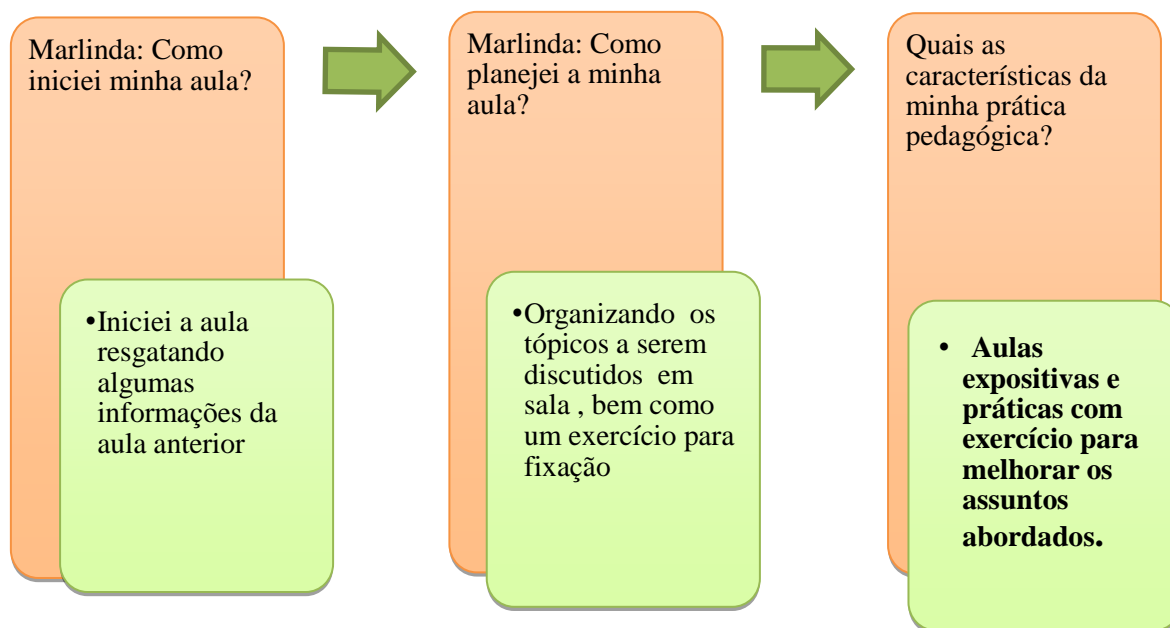 Marlinda: Como
iniciei minha aula?
•Iniciei a aula
resgatando
algumas
informações da
aula anterior
Marlinda: Como
planejei a minha
aula?
•Organizando os
tópicos a serem
discutidos em
sala , bem como
um exercício para
fixação
Quais as
características da
minha prática
pedagógica?
• Aulas
expositivas e
práticas com
exercício para
melhorar os
assuntos
abordados.